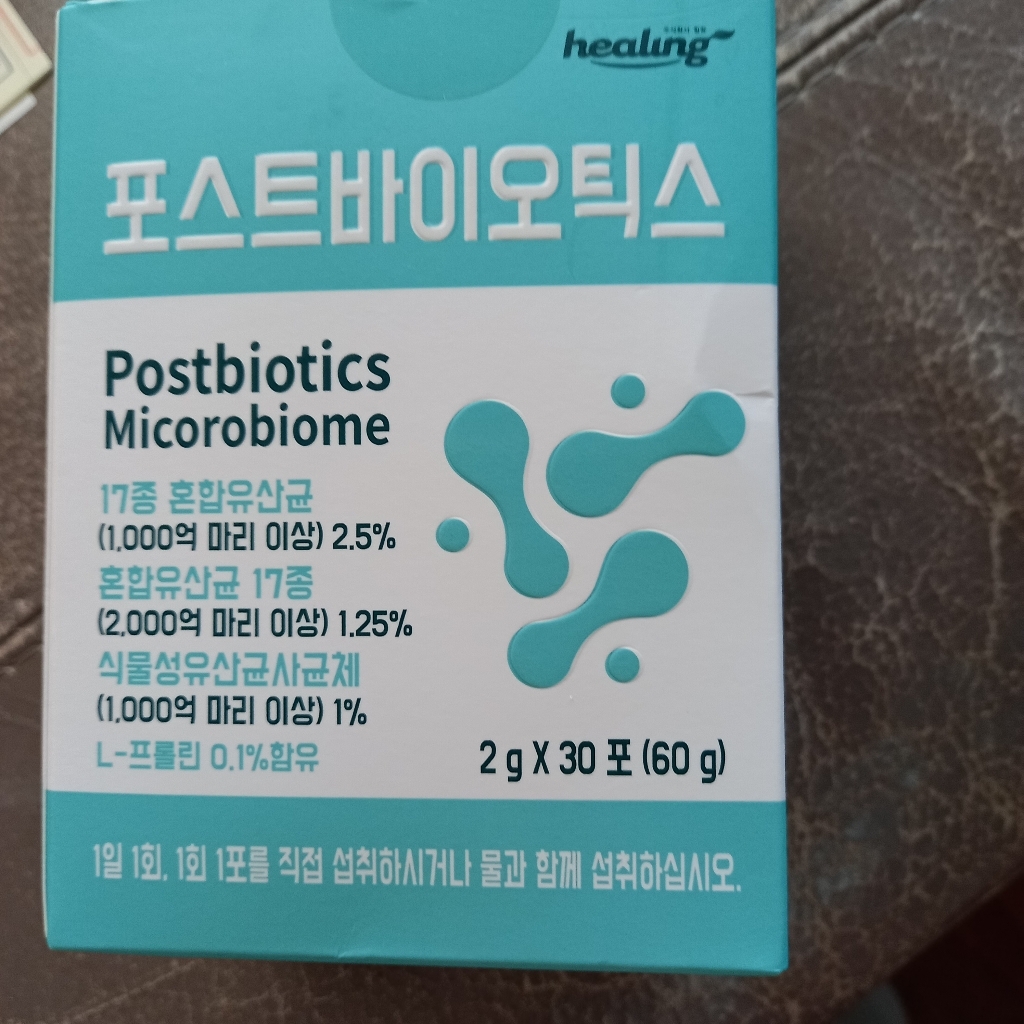 healing
포스트바이오틱스
Postbiotics
Micorobiome
17종 혼합유산균
(1,000억 마리 이상) 2.5%
혼합유산균 17종
(2,000억 마리 이상) 1.25%
식물성유산균사균체
(1,000억 마리 이상) 1%
L-프롤린 0.1%함유
2 g X 30 포 (60 g)
1일 1회, 1회 1포를 직접 섭취하시거나 물과 함께 섭취하십시오.